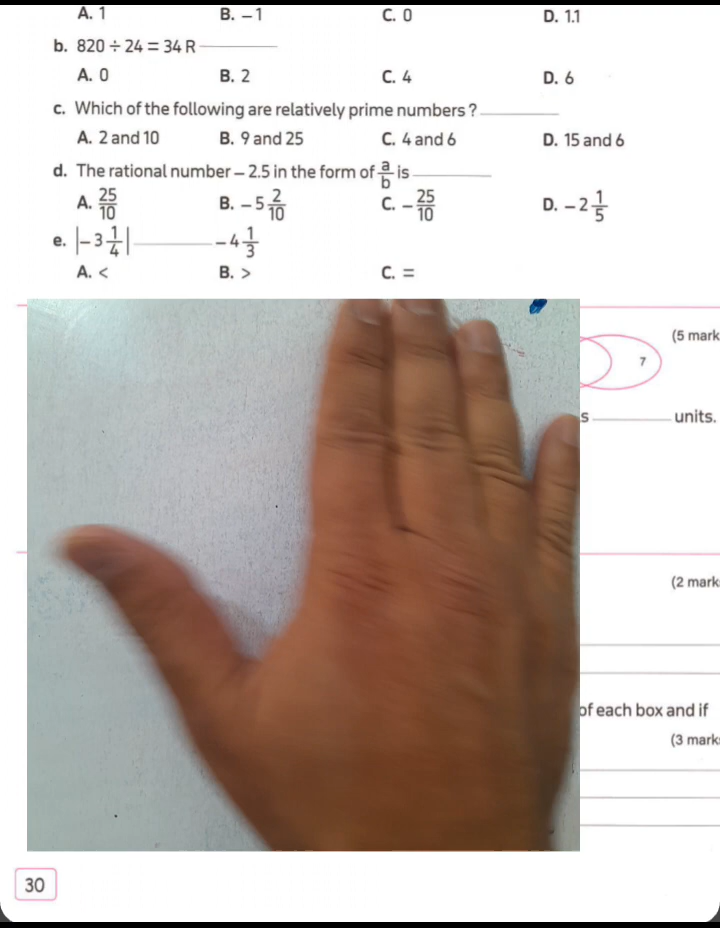 A. 1 B. −1 C. 0 D. 1.1
b. 820 ÷ 24 = 34 R
A. 0 B. 2 C. 4 D. 6
c. Which of the following are relatively prime numbers ?
A. 2 and 10 B. 9 and 25 C. 4 and 6 D. 15 and 6
d. The rational number – 2.5 in the form of a/b is
A. 25/10 B. −5 2/10 C. −25/10 D. −2 1/5
e. |−3 1/4| −4 1/3
A. < B. > C. =
(5 mark
7
s units.
(2 mark
of each box and if
(3 mark
30